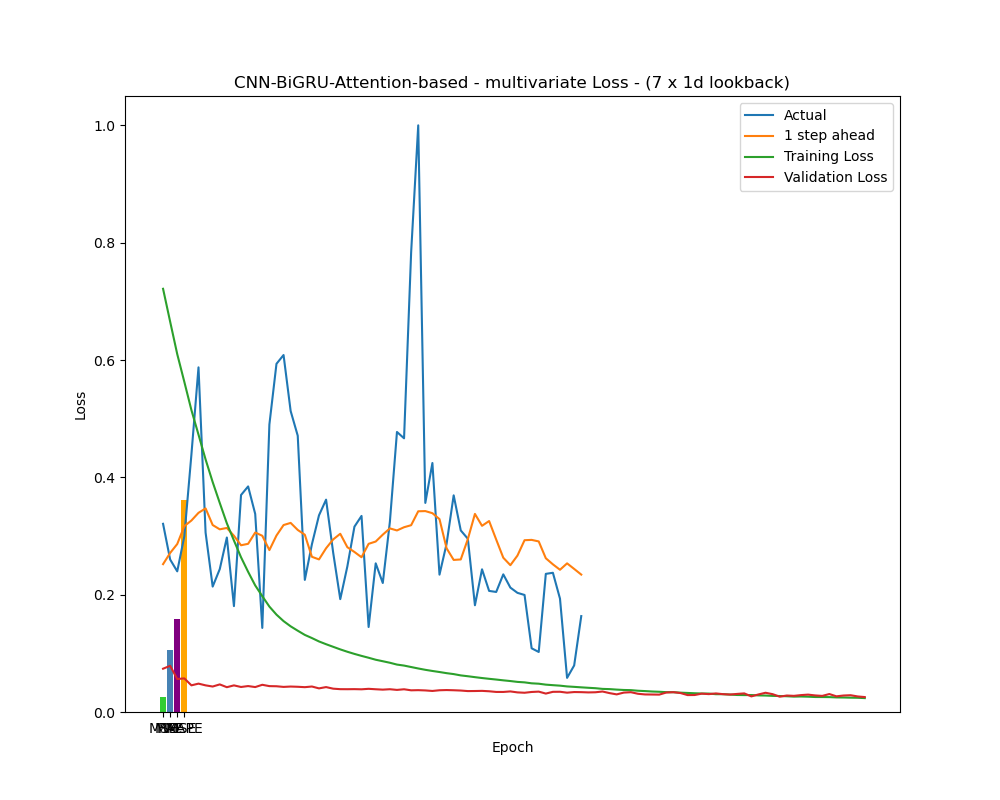 CNN-BiGRU-Attention-based - multivariate Loss - (7 x 1d lookback)
Actual
1 step ahead
Training Loss
Validation Loss
1.0
0.8
0.6
0.4
0.2
0.0
Loss
Epoch